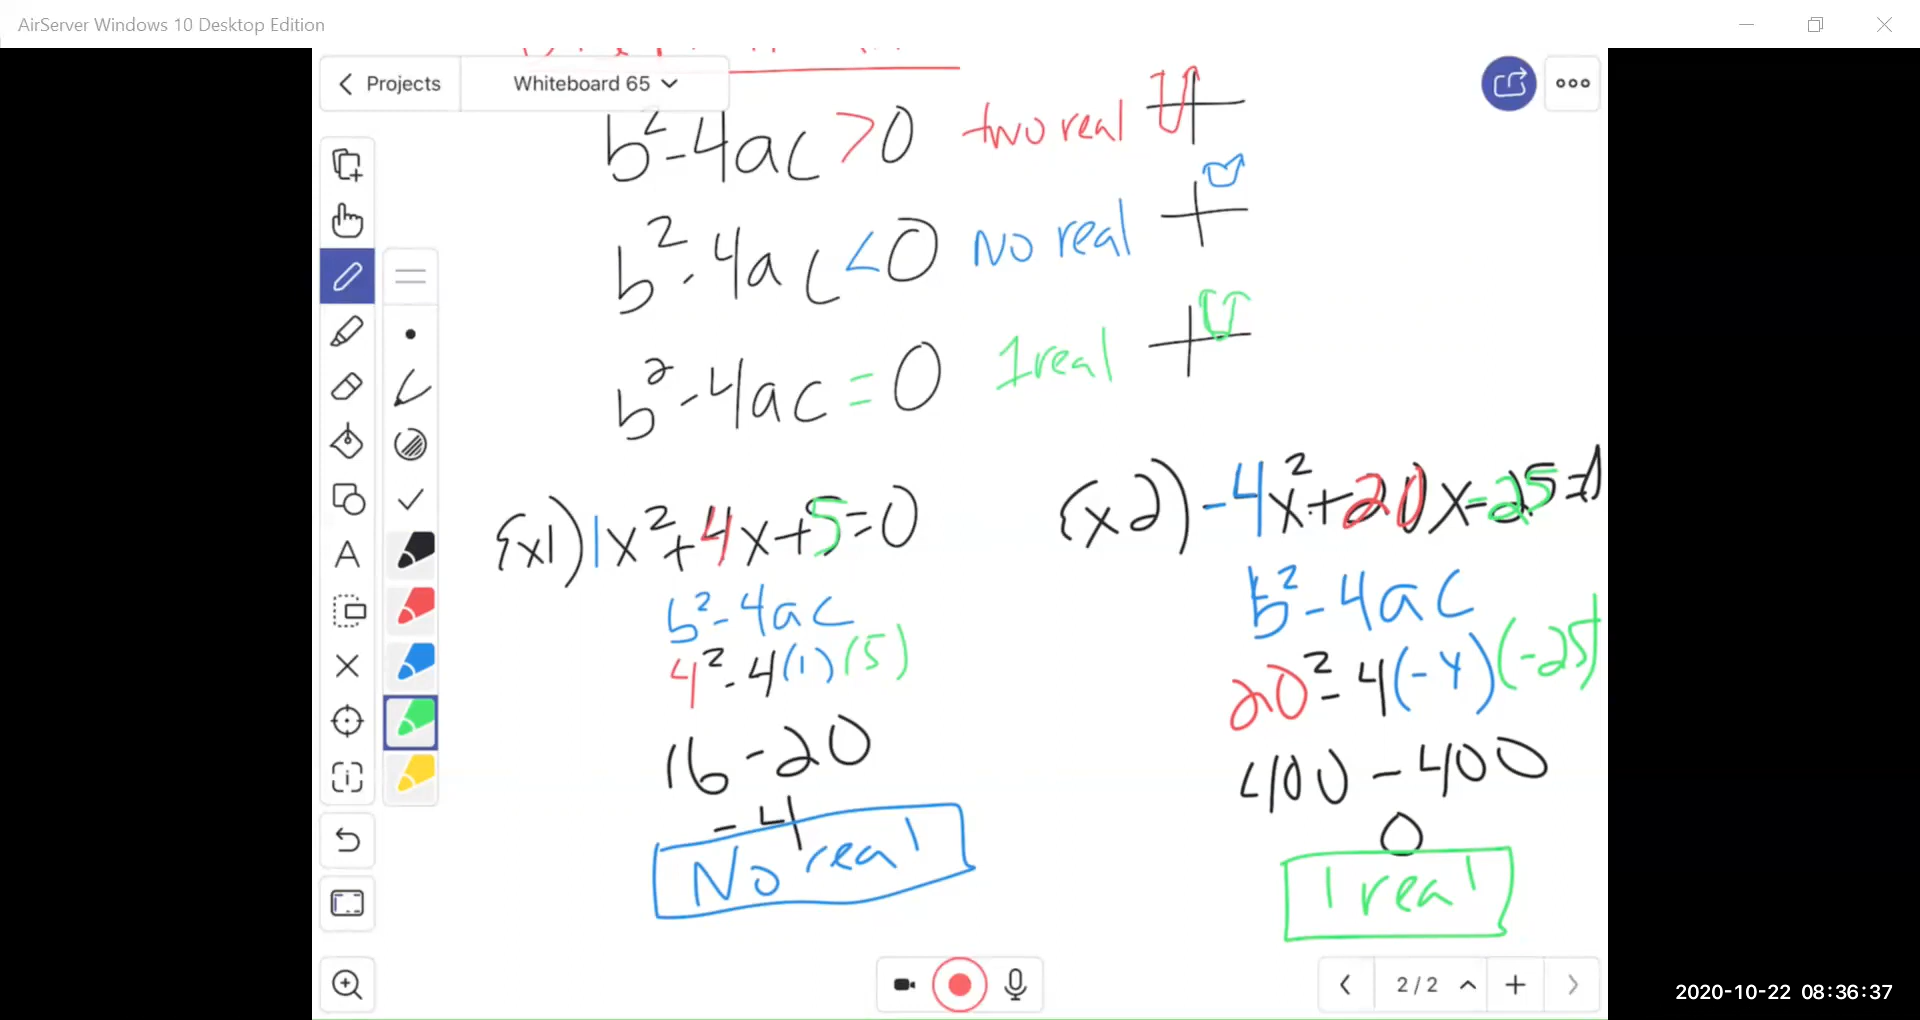 AirServer Windows 10 Desktop Edition
Projects
Whiteboard 65
b²-4ac>0 two real
b²-4ac<0 No real
b²-4ac=0 1 real
(x1) 1x²+4x+5=0
b²-4ac
4²-4(1)(5)
16-20
-4
No real
(x2) -4x²+20x-25=
b²-4ac
20²-4(-4)(-25)
400-400
0
1 real
A
2/2
2020-10-22 08:36:37